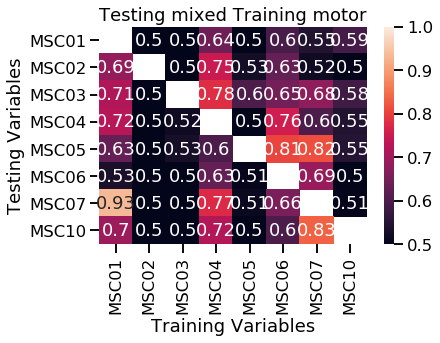 Testing mixed Training motor
MSC01 0.5 0.50 0.64 0.5 0.6 0.55 0.59
MSC02 0.69 0.50 0.75 0.53 0.63 0.52 0.5
MSC03 0.71 0.5 0.78 0.6 0.65 0.68 0.58
MSC04 0.72 0.5 0.52 0.5 0.76 0.6 0.55
MSC05 0.63 0.5 0.53 0.6 0.81 0.82 0.55
MSC06 0.53 0.5 0.50 0.63 0.51 0.69 0.5
MSC07 0.93 0.5 0.50 0.77 0.51 0.66 0.51
MSC10 0.7 0.5 0.50 0.72 0.5 0.6 0.83
Testing Variables
MSC01 MSC02 MSC03 MSC04 MSC05 MSC06 MSC07 MSC10
Training Variables
1.0
0.9
0.8
0.7
0.6
0.5